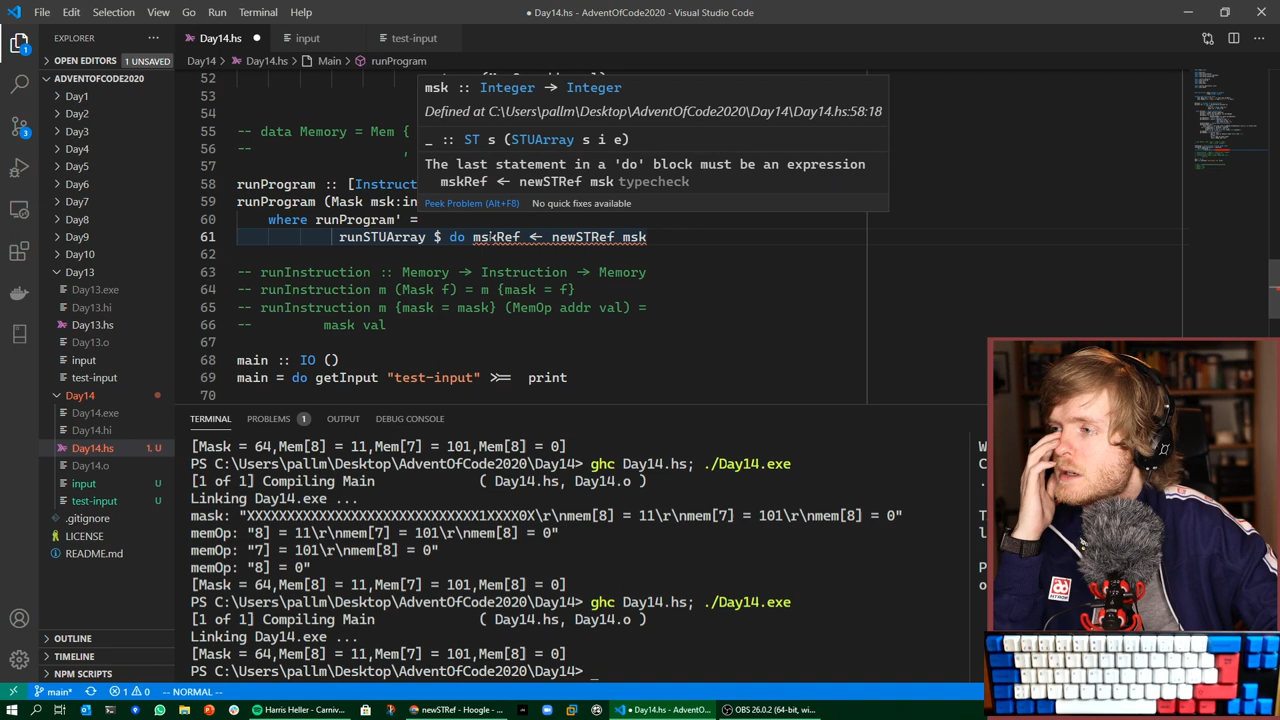 File Edit Selection View Go Run Terminal Help
● Day14.hs - AdventOfCode2020 - Visual Studio Code
EXPLORER
OPEN EDITORS 1 UNSAVED
ADVENTOFCODE2020
Day1
Day2
Day3
Day4
Day5
Day6
Day7
Day8
Day9
Day10
Day13
Day13.exe
Day13.hi
Day13.hs
Day13.o
input
test-input
Day14
Day14.exe
Day14.hi
Day14.hs 1, U
Day14.o
input U
test-input U
.gitignore
LICENSE
README.md
OUTLINE
TIMELINE
NPM SCRIPTS
Day14.hs ● input test-input
Day14 > Day14.hs > Main > runProgram
msk :: Integer → Integer
Defined at C:\Users\pallm\Desktop\AdventOfCode2020\Day14\Day14.hs:58:18
_ :: ST s (STUArray s i e)
The last statement in a 'do' block must be an expression
mskRef ← newSTRef msk typecheck
Peek Problem (Alt+F8) No quick fixes available
52
53
54
55 -- data Memory = Mem {
56 -- ,
57
58 runProgram :: [Instruct
59 runProgram (Mask msk:in
60 where runProgram' =
61 runSTUArray $ do mskRef ← newSTRef msk
62
63 -- runInstruction :: Memory → Instruction → Memory
64 -- runInstruction m (Mask f) = m {mask = f}
65 -- runInstruction m {mask = mask} (MemOp addr val) =
66 -- mask val
67
68 main :: IO ()
69 main = do getInput "test-input" >>= print
70
TERMINAL PROBLEMS 1 OUTPUT DEBUG CONSOLE
[Mask = 64,Mem[8] = 11,Mem[7] = 101,Mem[8] = 0]
PS C:\Users\pallm\Desktop\AdventOfCode2020\Day14> ghc Day14.hs; ./Day14.exe
[1 of 1] Compiling Main ( Day14.hs, Day14.o )
Linking Day14.exe ...
mask: "XXXXXXXXXXXXXXXXXXXXXXXXXXXXX1XXXX0X\r\nmem[8] = 11\r\nmem[7] = 101\r\nmem[8] = 0"
memOp: "8] = 11\r\nmem[7] = 101\r\nmem[8] = 0"
memOp: "7] = 101\r\nmem[8] = 0"
memOp: "8] = 0"
[Mask = 64,Mem[8] = 11,Mem[7] = 101,Mem[8] = 0]
PS C:\Users\pallm\Desktop\AdventOfCode2020\Day14> ghc Day14.hs; ./Day14.exe
[1 of 1] Compiling Main ( Day14.hs, Day14.o )
Linking Day14.exe ...
[Mask = 64,Mem[8] = 11,Mem[7] = 101,Mem[8] = 0]
PS C:\Users\pallm\Desktop\AdventOfCode2020\Day14> _
main* 1 0 -- NORMAL --
Harris Heller - Carniv... newSTRef - Hoogle - ... ● Day14.hs - AdventO... OBS 26.0.2 (64-bit, wi...